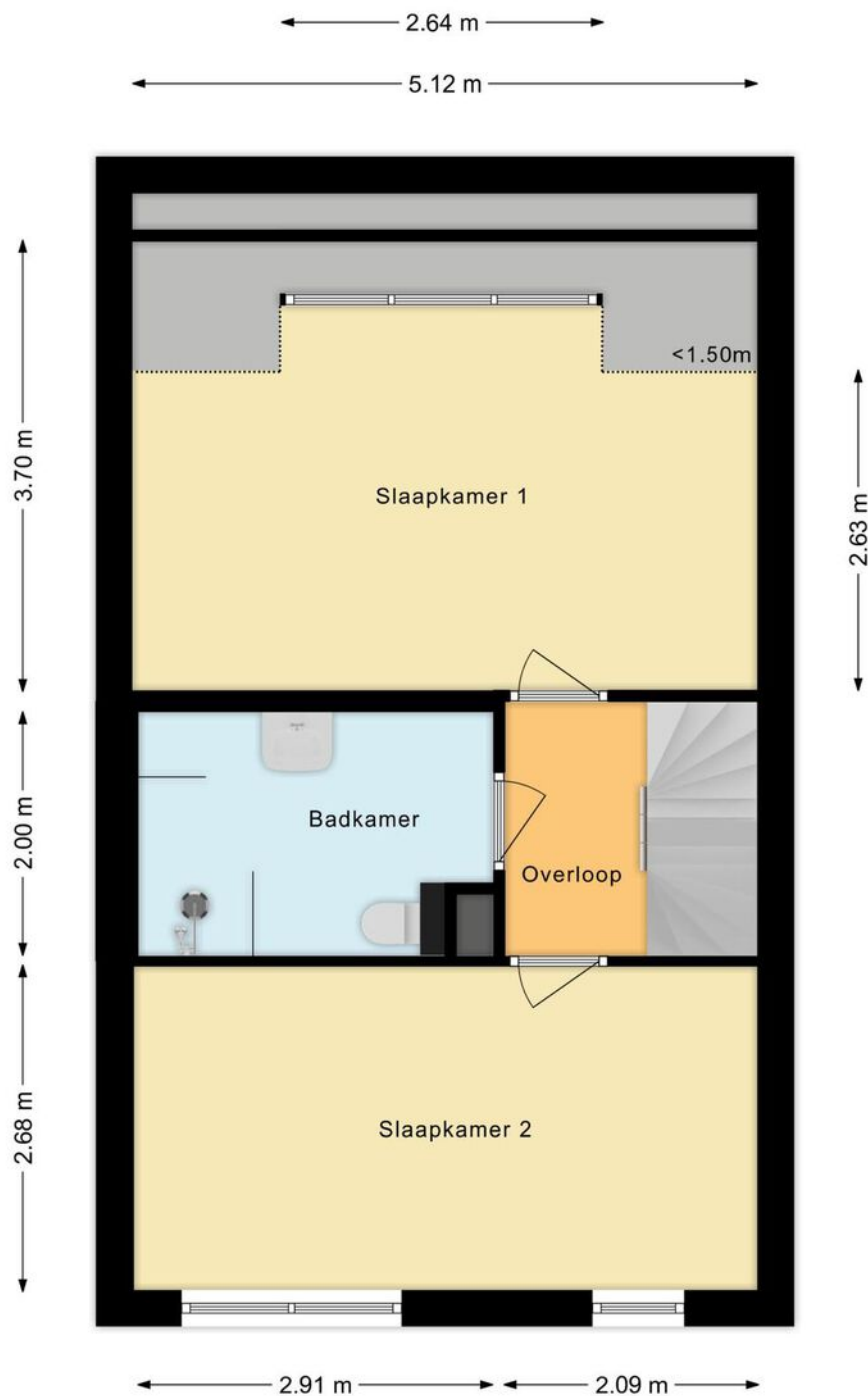 2.64 m
5.12 m
<1.50m
3.70 m
Slaapkamer 1
2.63 m
2.00 m
Badkamer
Overloop
2.68 m
Slaapkamer 2
2.91 m
2.09 m